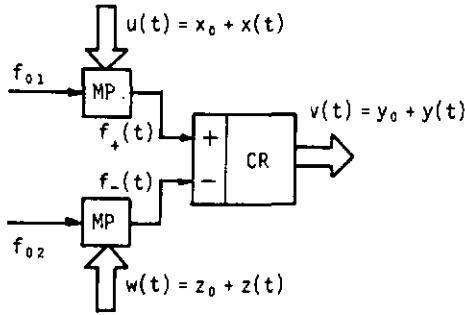 u(t) = x₀ + x(t)
f₀₁
MP
f₊(t)
+
CR
v(t) = y₀ + y(t)
f₋(t)
−
f₀₂
MP
w(t) = z₀ + z(t)